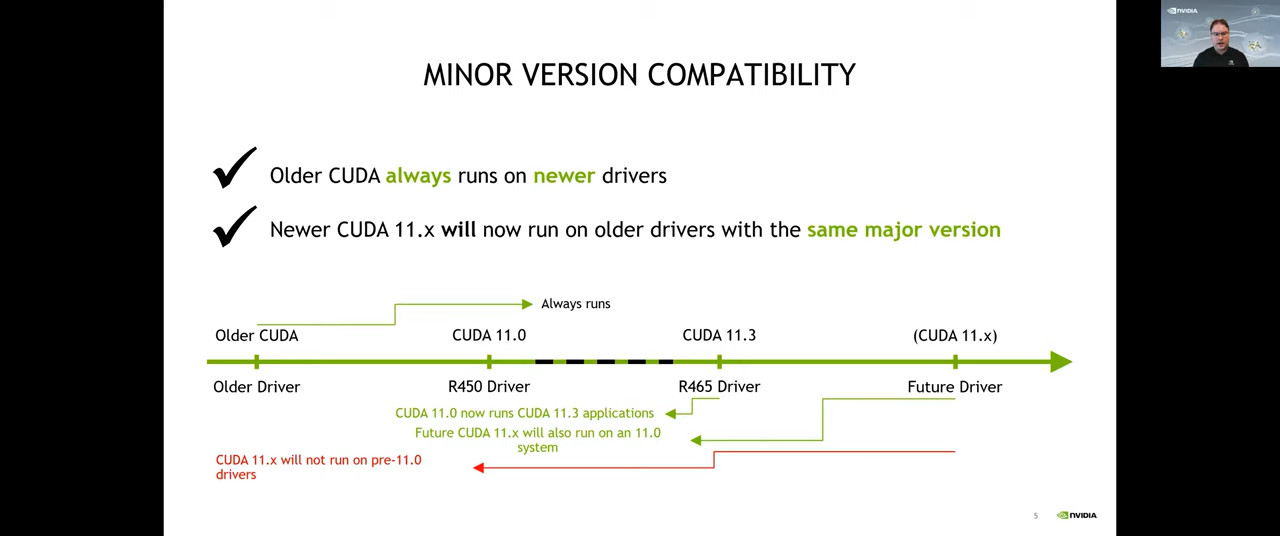 NVIDIA
MINOR VERSION COMPATIBILITY
Older CUDA always runs on newer drivers
Newer CUDA 11.x will now run on older drivers with the same major version
Always runs
Older CUDA CUDA 11.0 CUDA 11.3 (CUDA 11.x)
Older Driver R450 Driver R465 Driver Future Driver
CUDA 11.0 now runs CUDA 11.3 applications
Future CUDA 11.x will also run on an 11.0
system
CUDA 11.x will not run on pre-11.0
drivers
5 NVIDIA